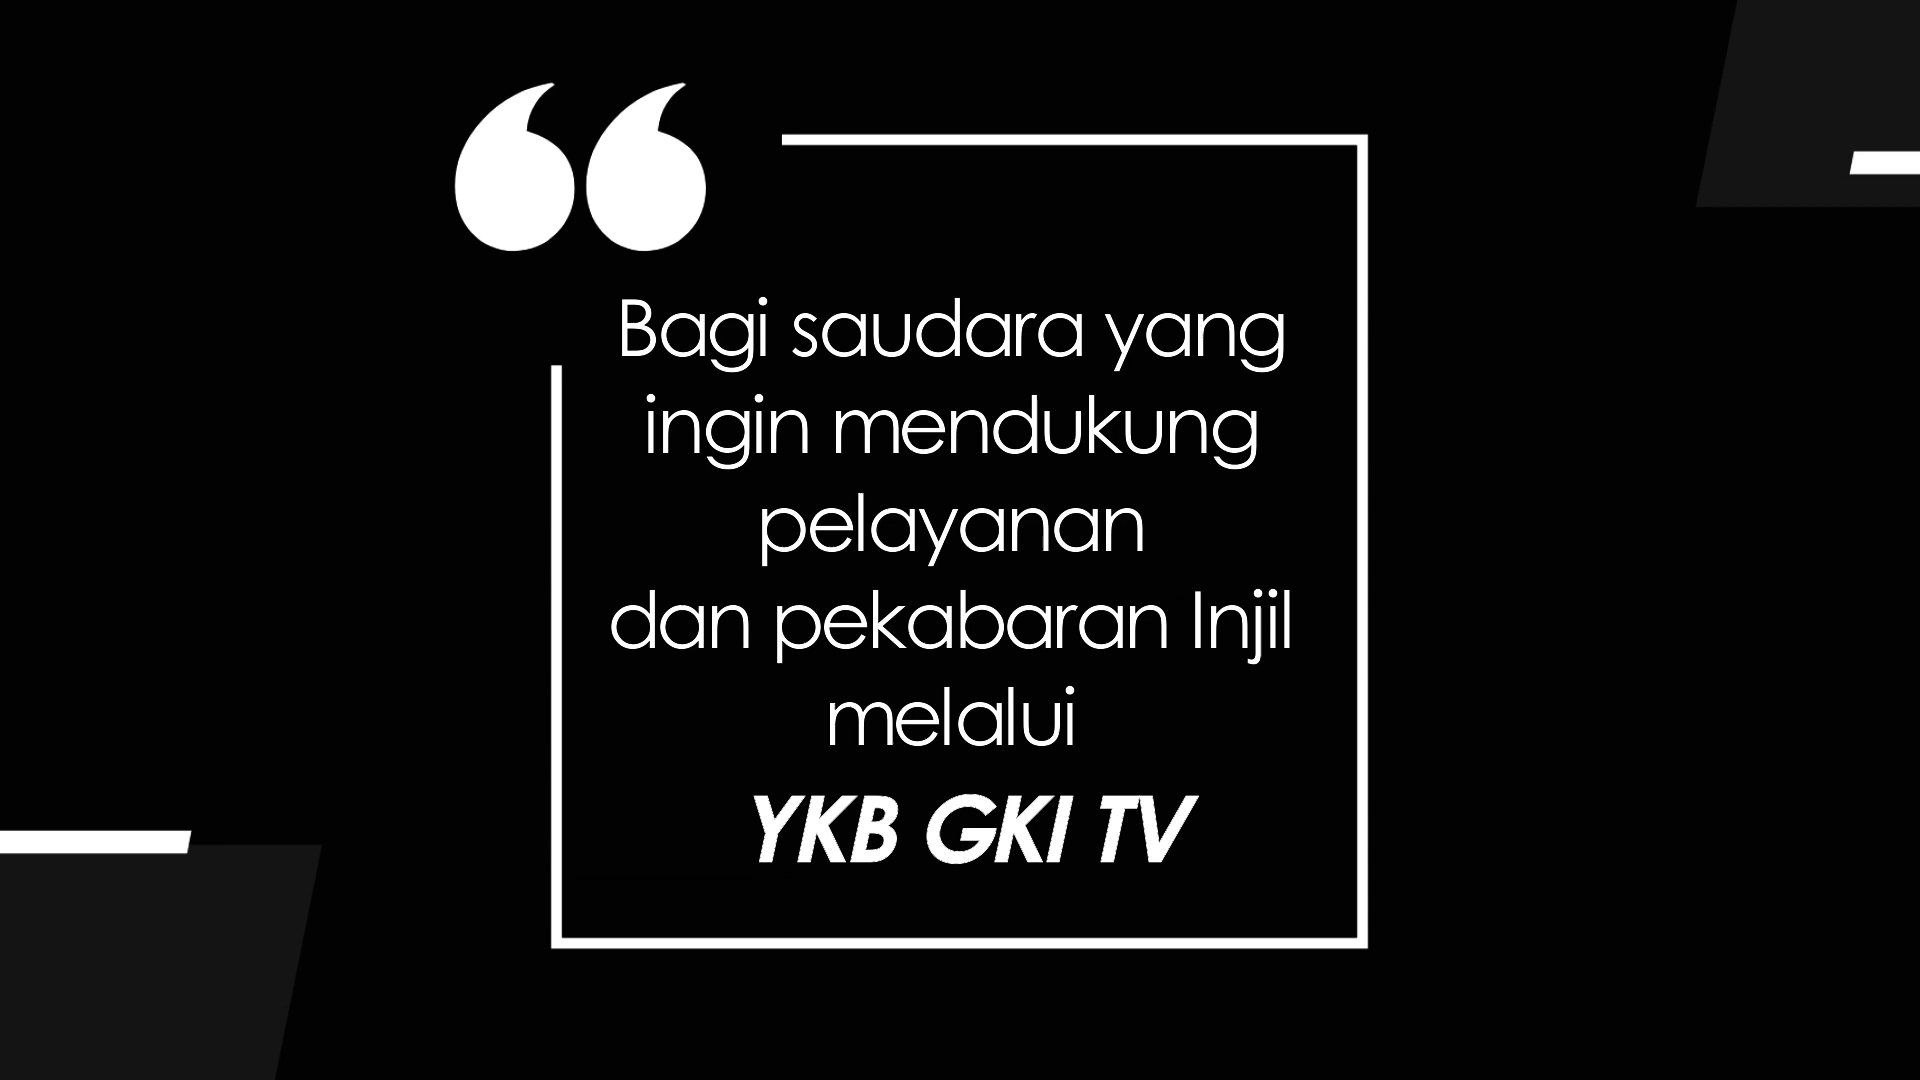 Bagi saudara yang
ingin mendukung
pelayanan
dan pekabaran Injil
melalui
YKB GKI TV